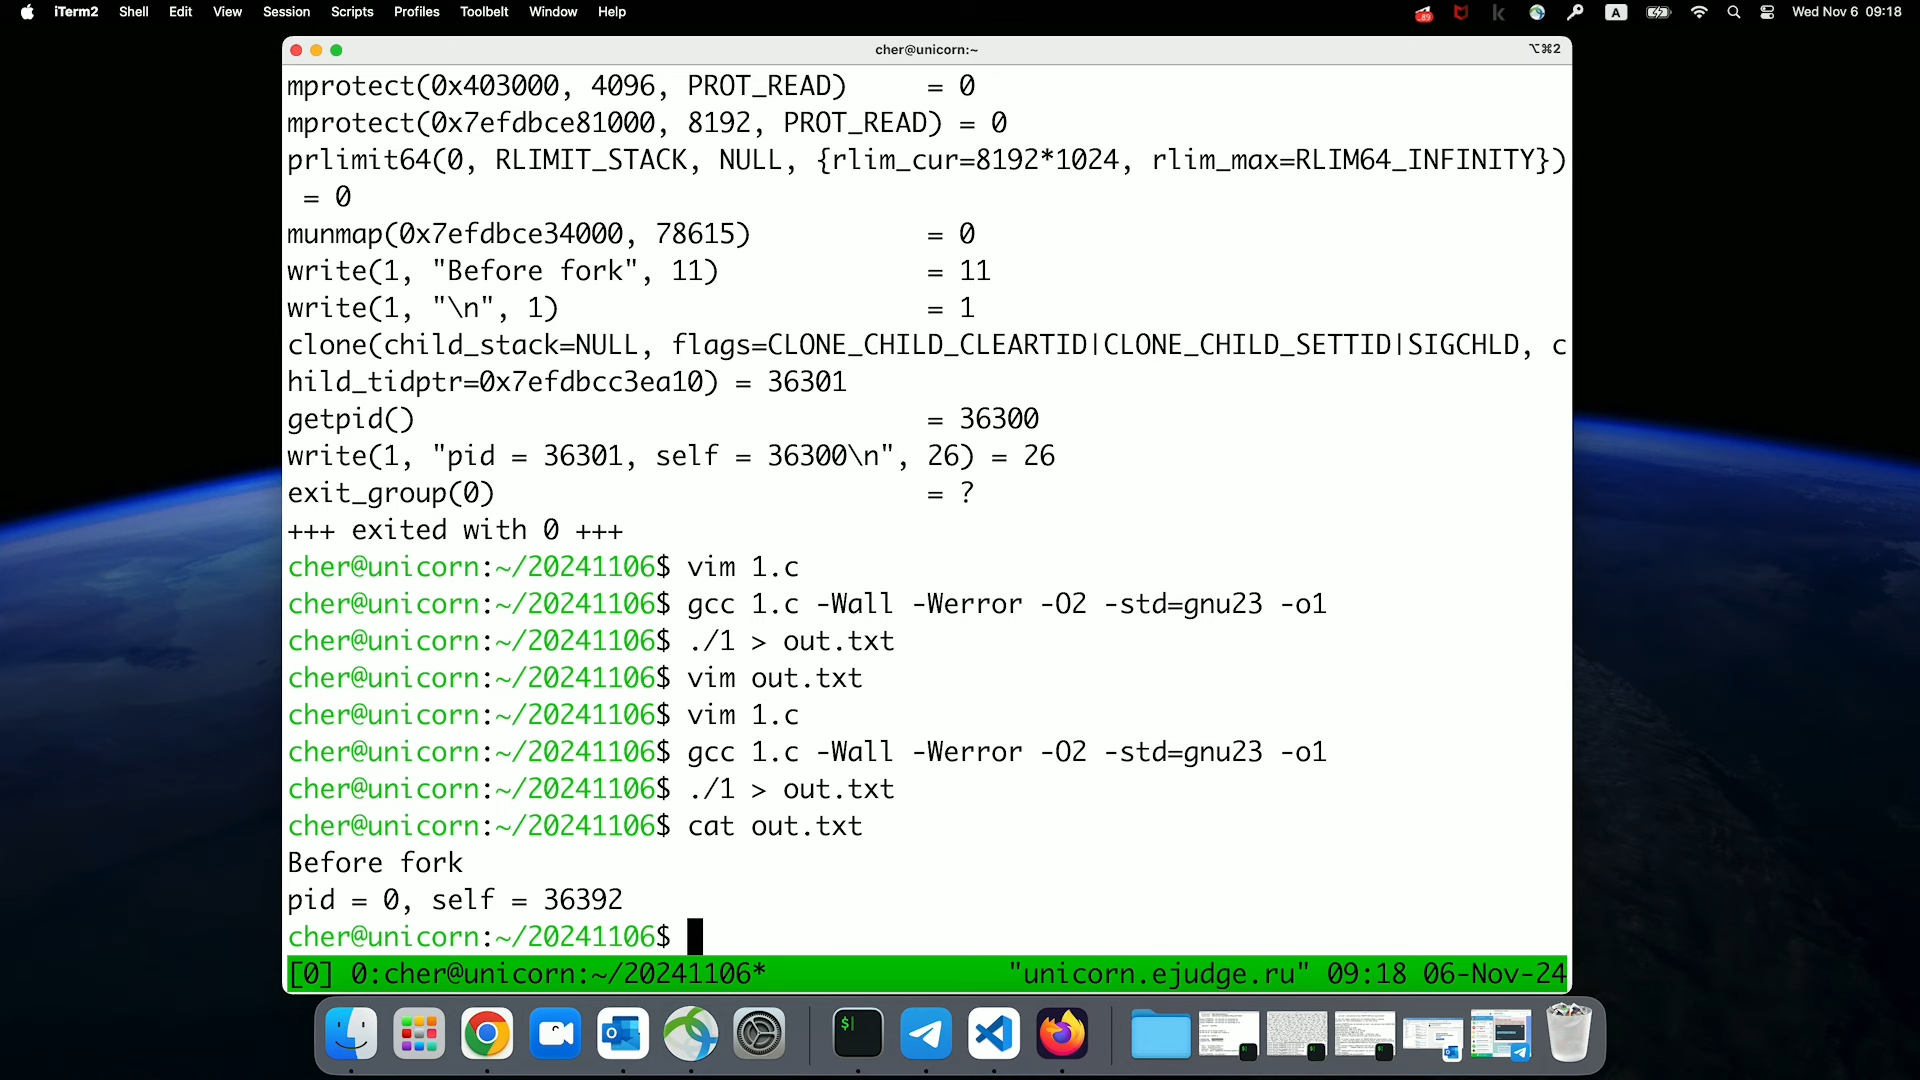 iTerm2 Shell Edit View Session Scripts Profiles Toolbelt Window Help
A
Wed Nov 6 09:18
cher@unicorn:~
⌥⌘2
mprotect(0x403000, 4096, PROT_READ)     = 0
mprotect(0x7efdbce81000, 8192, PROT_READ) = 0
prlimit64(0, RLIMIT_STACK, NULL, {rlim_cur=8192*1024, rlim_max=RLIM64_INFINITY})
 = 0
munmap(0x7efdbce34000, 78615)           = 0
write(1, "Before fork", 11)             = 11
write(1, "\n", 1)                       = 1
clone(child_stack=NULL, flags=CLONE_CHILD_CLEARTID|CLONE_CHILD_SETTID|SIGCHLD, c
hild_tidptr=0x7efdbcc3ea10) = 36301
getpid()                                = 36300
write(1, "pid = 36301, self = 36300\n", 26) = 26
exit_group(0)                           = ?
+++ exited with 0 +++
cher@unicorn:~/20241106$ vim 1.c
cher@unicorn:~/20241106$ gcc 1.c -Wall -Werror -O2 -std=gnu23 -o1
cher@unicorn:~/20241106$ ./1 > out.txt
cher@unicorn:~/20241106$ vim out.txt
cher@unicorn:~/20241106$ vim 1.c
cher@unicorn:~/20241106$ gcc 1.c -Wall -Werror -O2 -std=gnu23 -o1
cher@unicorn:~/20241106$ ./1 > out.txt
cher@unicorn:~/20241106$ cat out.txt
Before fork
pid = 0, self = 36392
cher@unicorn:~/20241106$
[0] 0:cher@unicorn:~/20241106* "unicorn.ejudge.ru" 09:18 06-Nov-24